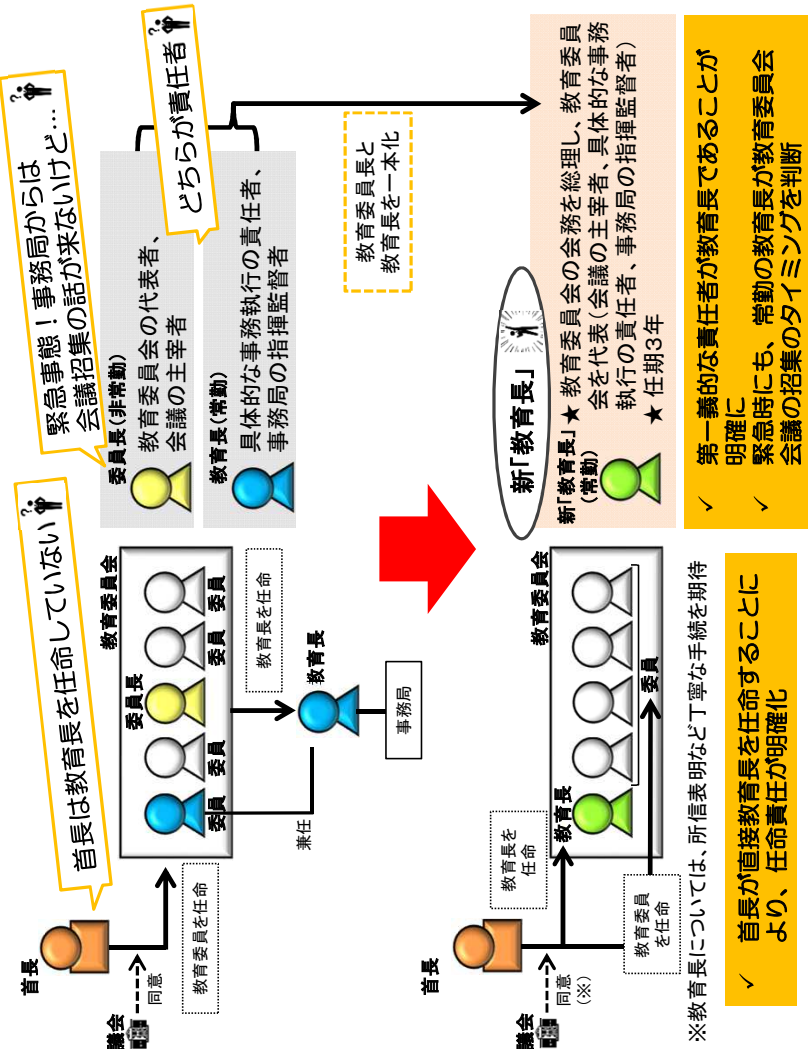 首長は教育長を任命していない
緊急事態！事務局からは
会議招集の話が来ないけど…
どちらが責任者
首長
議会
同意
教育委員を任命
教育委員会
委員長
委員
委員
委員
委員
兼任
教育長を任命
教育長
事務局
委員長（非常勤）
教育委員会の代表者、
会議の主宰者
教育長（常勤）
具体的な事務執行の責任者、
事務局の指揮監督者
教育委員長と
教育長を一本化
首長
議会
同意
（※）
教育長を
任命
教育委員
を任命
教育委員会
教育長
委員
新「教育長」
新「教育長」
（常勤）
★ 教育委員会の会務を総理し、教育委員
会を代表（会議の主宰者、具体的な事務
執行の責任者、事務局の指揮監督者）
★ 任期３年
※教育長については、所信表明など丁寧な手続を期待
✓ 首長が直接教育長を任命することに
より、任命責任が明確化
✓ 第一義的な責任者が教育長であることが
明確に
✓ 緊急時にも、常勤の教育長が教育委員会
会議の招集のタイミングを判断